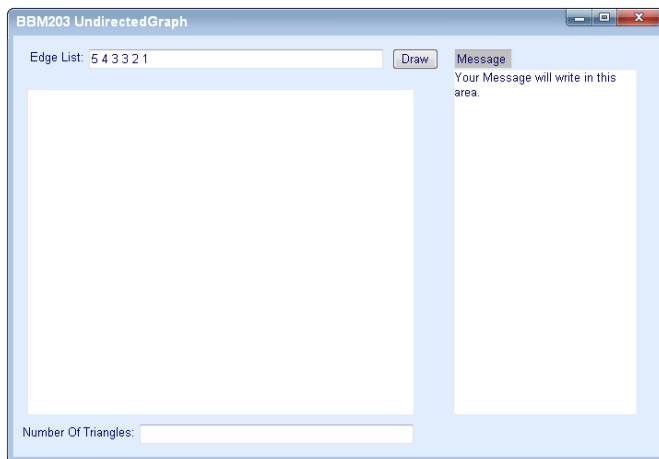 BBM203 UndirectedGraph
Edge List: 5 4 3 3 2 1 Draw Message
Your Message will write in this
area.
Number Of Triangles: